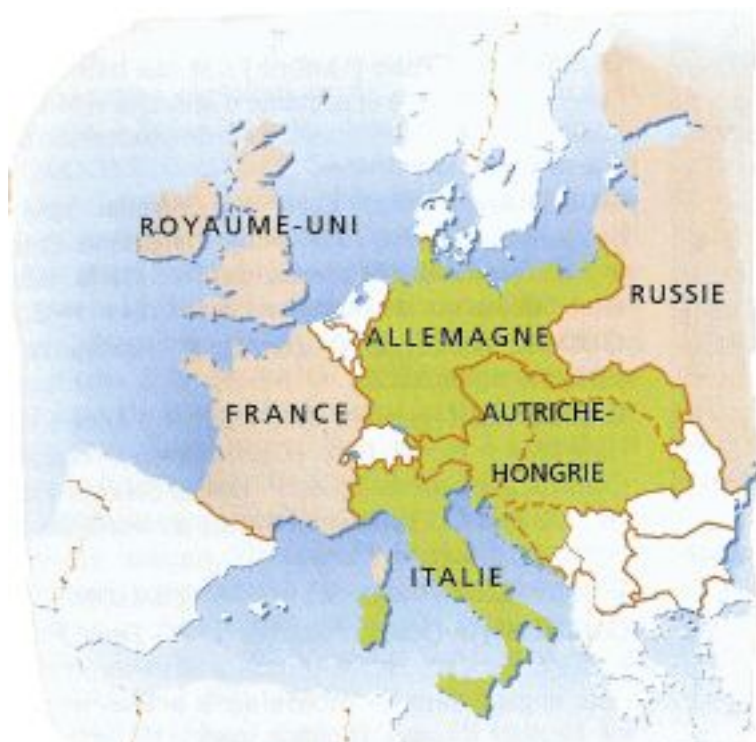 ROYAUME-UNI
RUSSIE
ALLEMAGNE
FRANCE
AUTRICHE-
HONGRIE
ITALIE